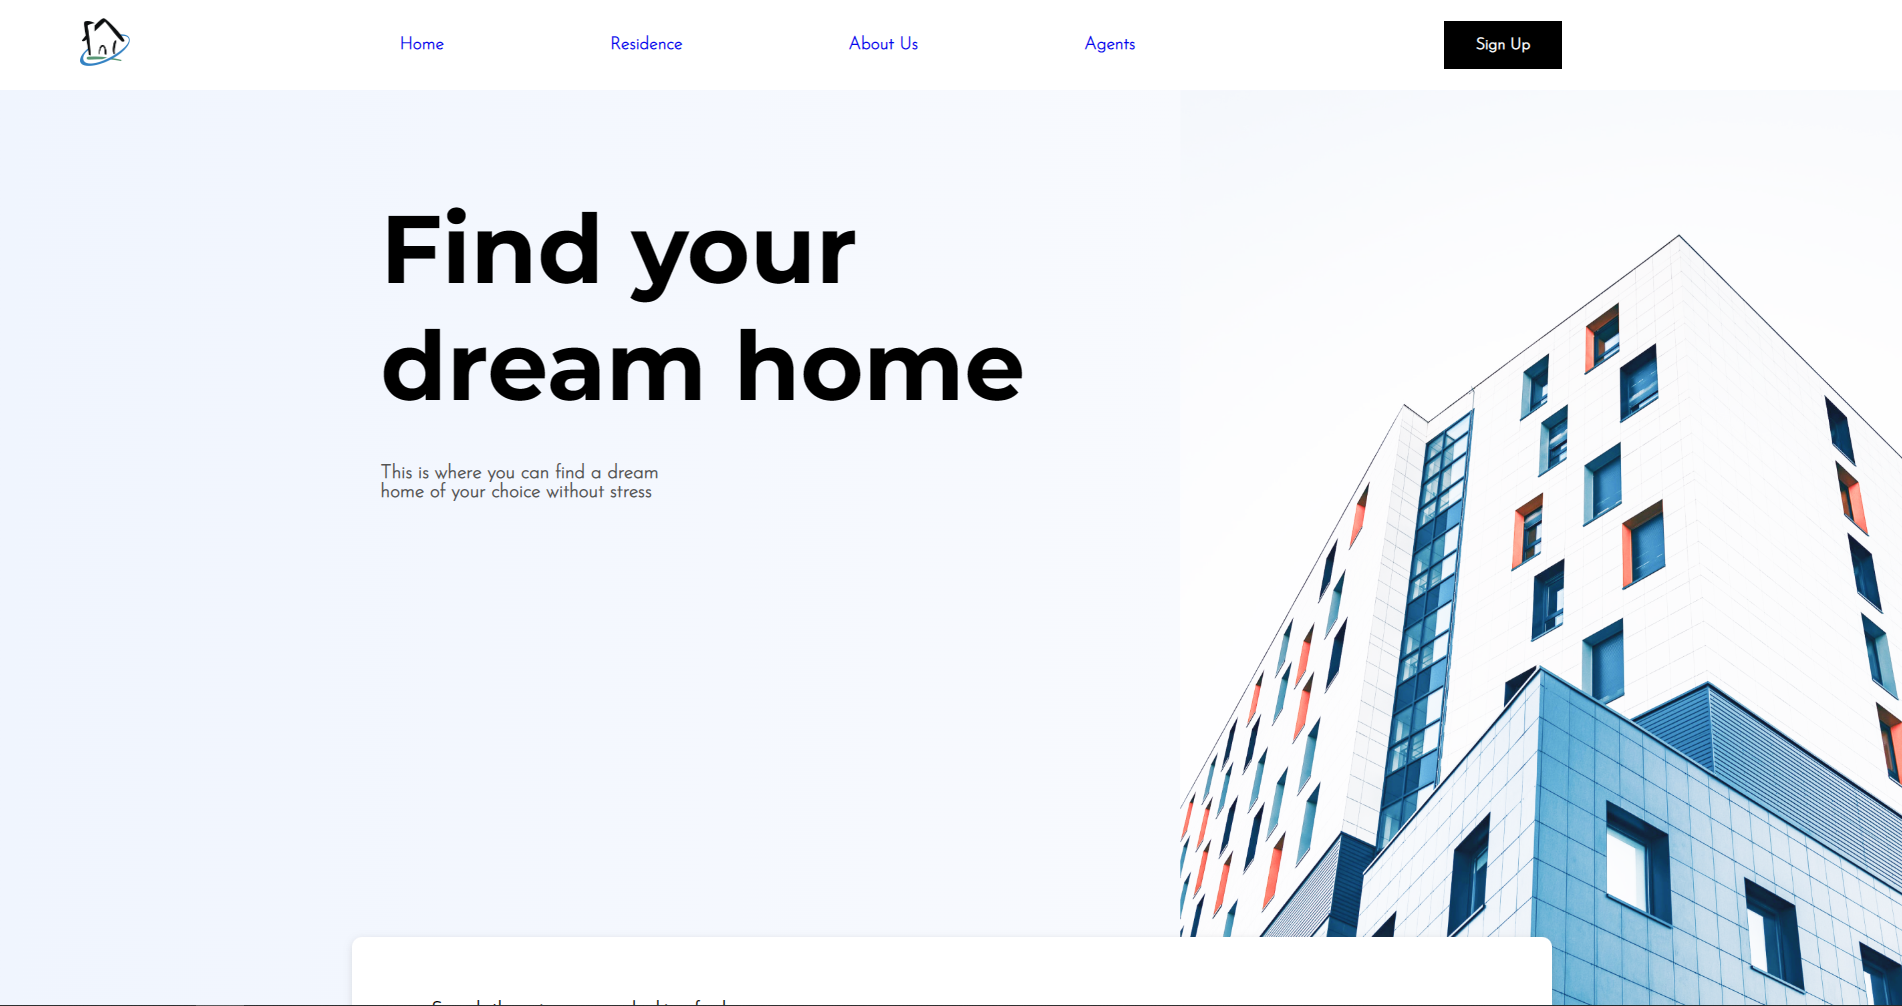 Home
Residence
About Us
Agents
Sign Up
Find your
dream home
This is where you can find a dream
home of your choice without stress